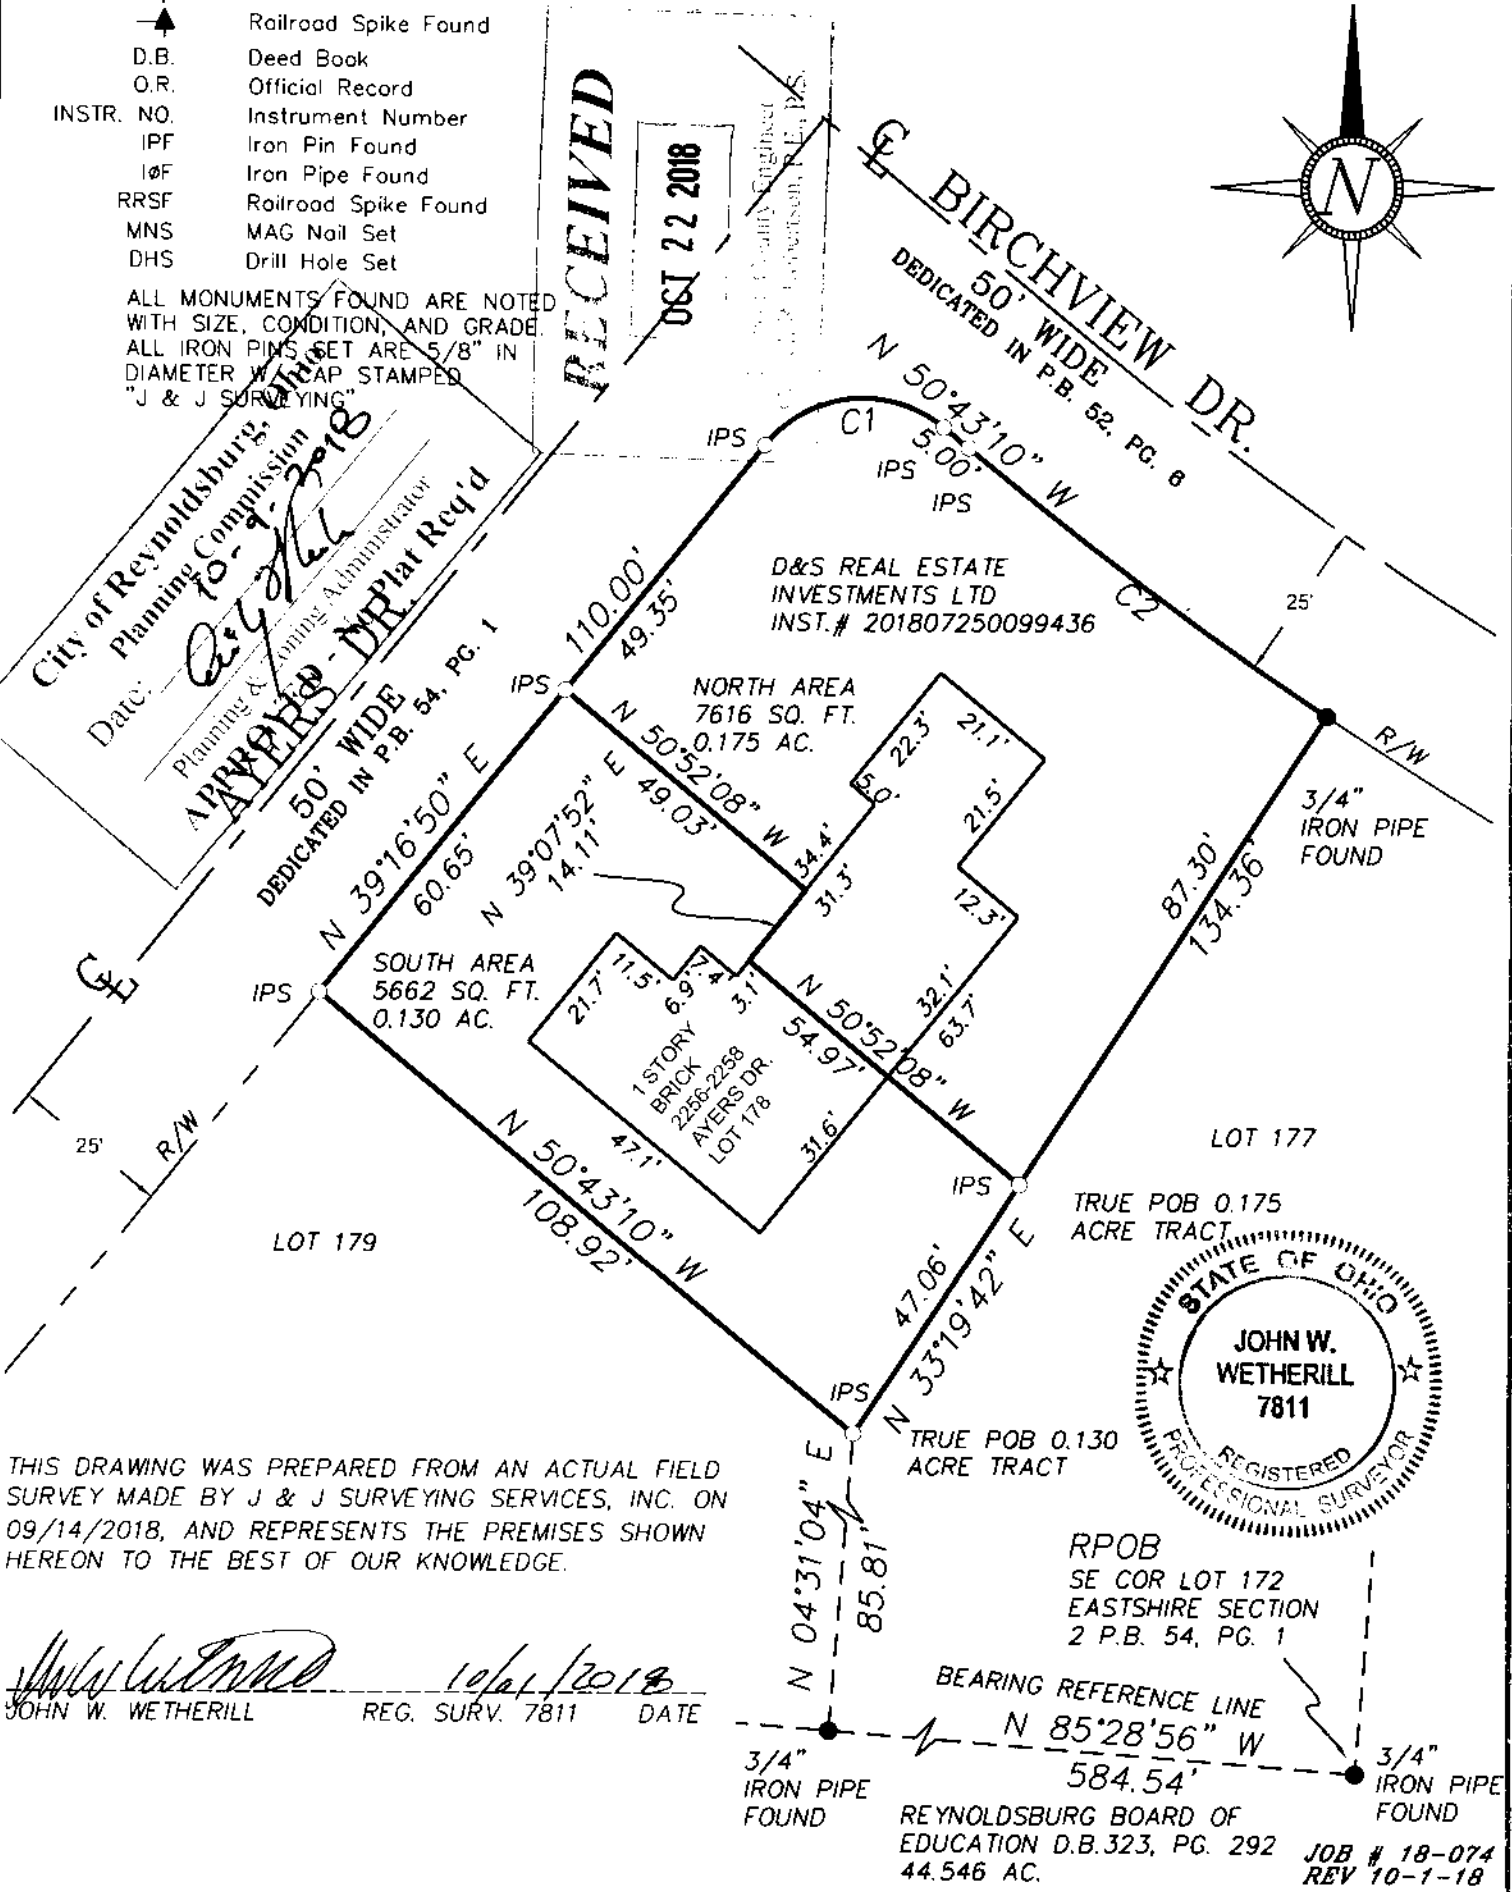 Railroad Spike Found
D.B. Deed Book
O.R. Official Record
INSTR. NO. Instrument Number
IPF Iron Pin Found
IØF Iron Pipe Found
RRSF Railroad Spike Found
MNS MAG Nail Set
DHS Drill Hole Set
ALL MONUMENTS FOUND ARE NOTED
WITH SIZE, CONDITION, AND GRADE.
ALL IRON PINS SET ARE 5/8" IN
DIAMETER W/ CAP STAMPED
"J & J SURVEYING"
RECEIVED
OCT 22 2018
N
City of Reynoldsburg, Ohio
Planning Commission
Date: 10-9-2018
Planning & Zoning Administrator
APPROVED - No Plat Req'd
℄ BIRCHVIEW DR.
50' WIDE
DEDICATED IN P.B. 52, PG. 8
N 50°43'10" W
5.00'
C1
IPS
IPS
IPS
C2
25'
R/W
3/4"
IRON PIPE
FOUND
D&S REAL ESTATE
INVESTMENTS LTD
INST.# 201807250099436
110.00'
49.35'
IPS
AYERS DR.
50' WIDE
DEDICATED IN P.B. 54, PG. 1
℄
NORTH AREA
7616 SQ. FT.
0.175 AC.
N 50°52'08" W
49.03'
N 39°07'52" E
14.11'
N 39°16'50" E
60.65'
22.3'
21.1'
5.0'
21.5'
34.4'
31.3'
12.3'
32.1'
63.7'
87.30'
134.36'
SOUTH AREA
5662 SQ. FT.
0.130 AC.
IPS
21.7'
11.5'
6.9'
7.4'
3.1'
1 STORY
BRICK
2256-2258
AYERS DR.
LOT 178
47.1'
31.6'
N 50°52'08" W
54.97'
25'
R/W
N 50°43'10" W
108.92'
LOT 179
LOT 177
IPS
TRUE POB 0.175
ACRE TRACT
47.06'
N 33°19'42" E
IPS
TRUE POB 0.130
ACRE TRACT
STATE OF OHIO
JOHN W.
WETHERILL
7811
REGISTERED
PROFESSIONAL SURVEYOR
THIS DRAWING WAS PREPARED FROM AN ACTUAL FIELD
SURVEY MADE BY J & J SURVEYING SERVICES, INC. ON
09/14/2018, AND REPRESENTS THE PREMISES SHOWN
HEREON TO THE BEST OF OUR KNOWLEDGE.
10/01/2018
JOHN W. WETHERILL REG. SURV. 7811 DATE
N 04°31'04" E
85.81'
RPOB
SE COR LOT 172
EASTSHIRE SECTION
2 P.B. 54, PG. 1
BEARING REFERENCE LINE
N 85°28'56" W
584.54'
3/4"
IRON PIPE
FOUND
3/4"
IRON PIPE
FOUND
REYNOLDSBURG BOARD OF
EDUCATION D.B.323, PG. 292
44.546 AC.
JOB # 18-074
REV 10-1-18